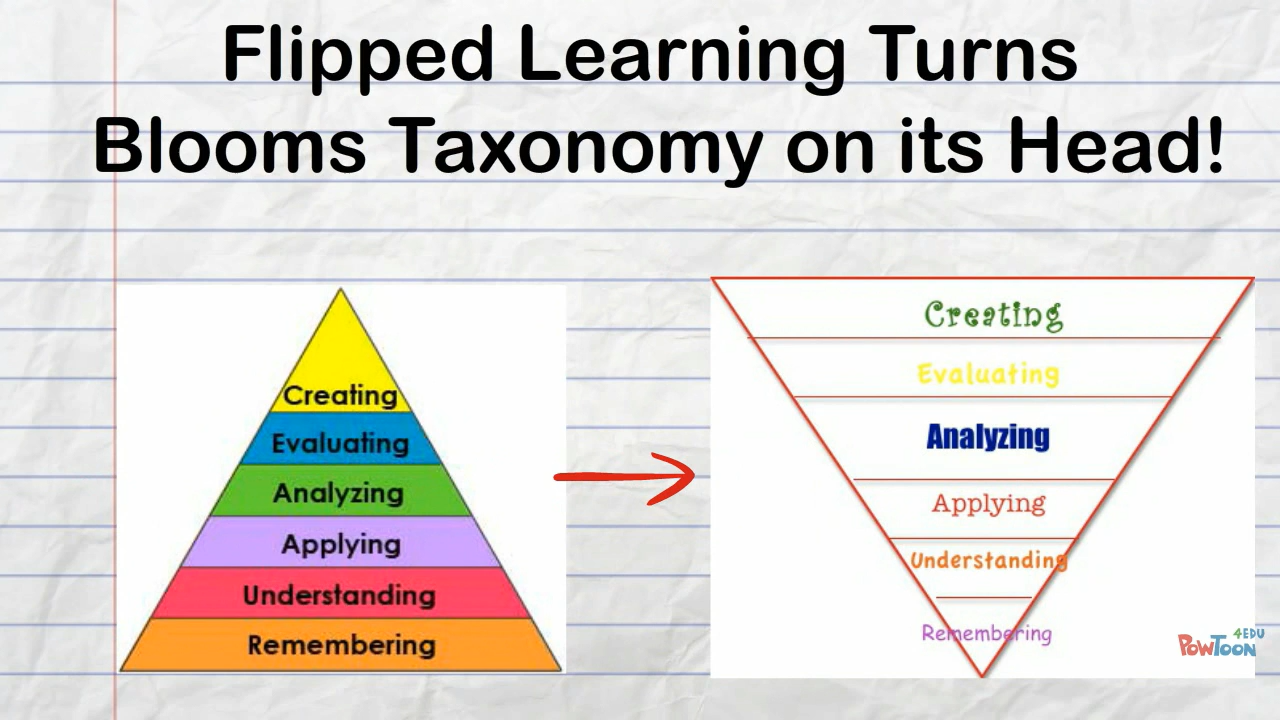 Flipped Learning Turns
Blooms Taxonomy on its Head!
Creating
Evaluating
Analyzing
Applying
Understanding
Remembering
Creating
Evaluating
Analyzing
Applying
Understanding
Remembering
POWTOON
4EDU